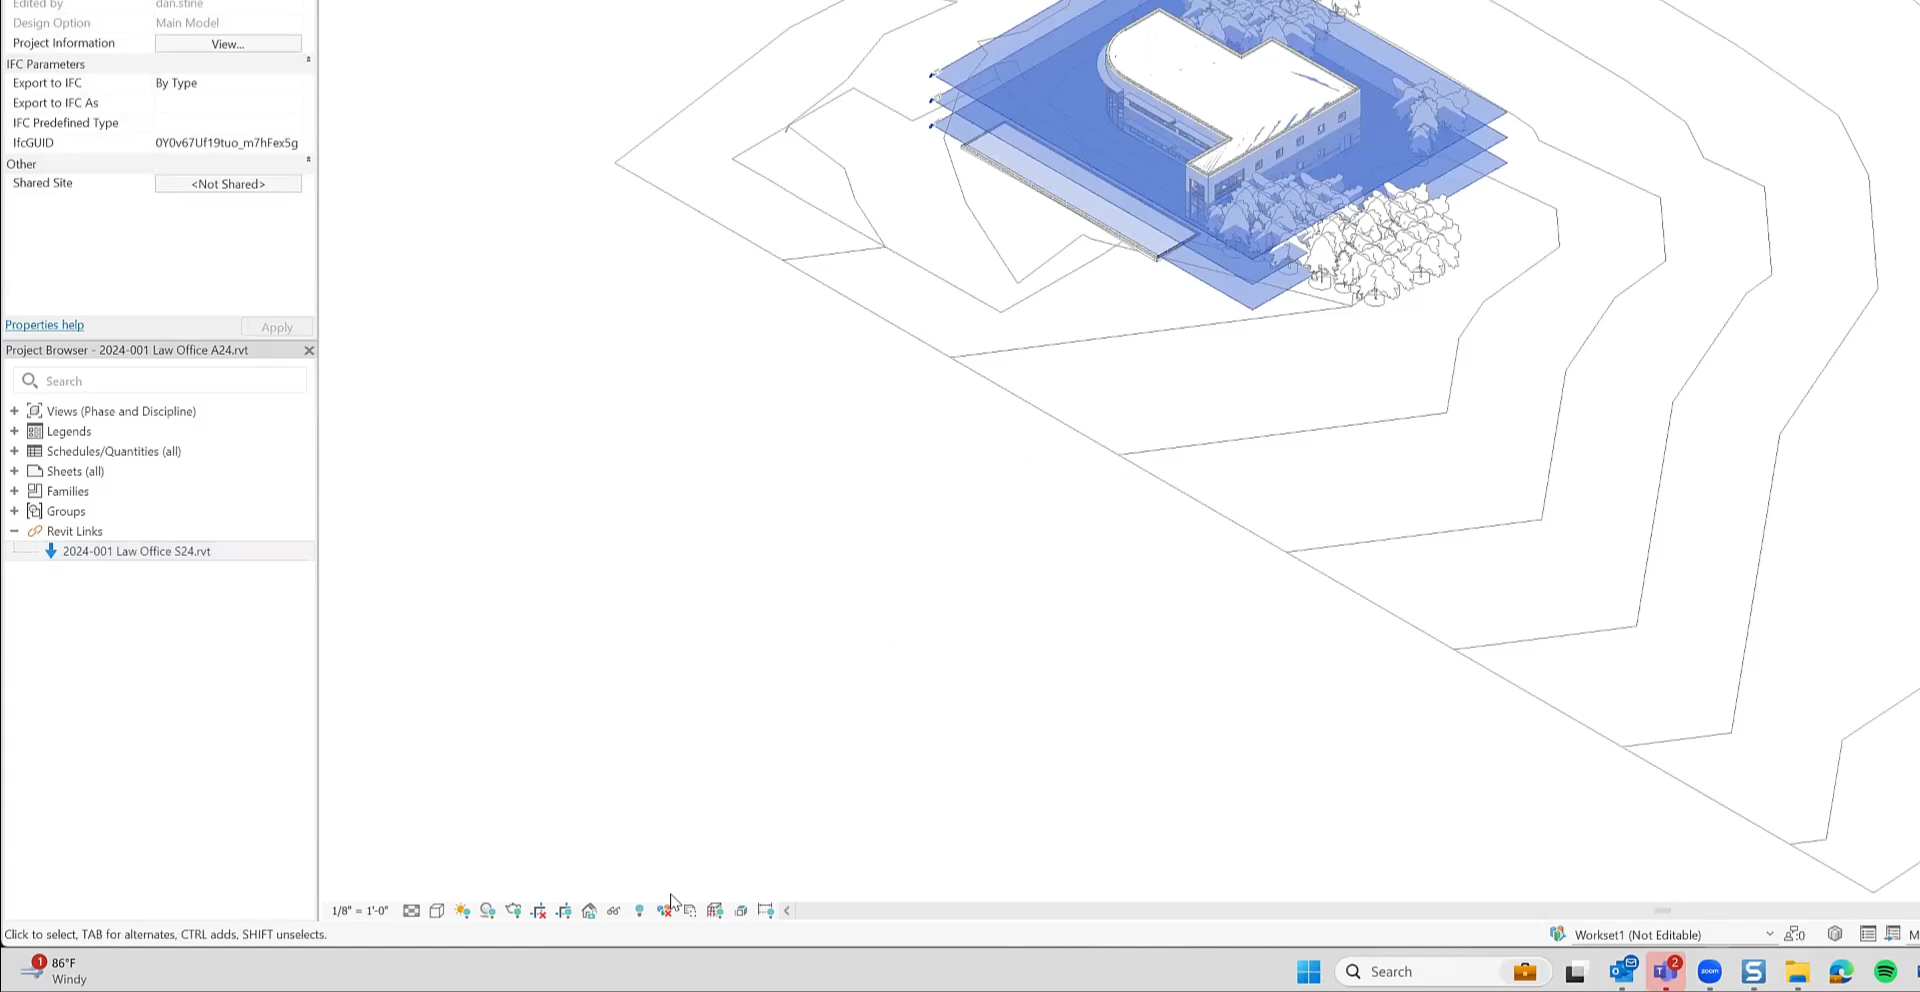 Edited by dan.stine
Design Option Main Model
Project Information View...
IFC Parameters
Export to IFC By Type
Export to IFC As
IFC Predefined Type
IfcGUID 0Y0v67Uf19tuo_m7hFex5g
Other
Shared Site <Not Shared>
Properties help Apply
Project Browser - 2024-001 Law Office A24.rvt
Search
Views (Phase and Discipline)
Legends
Schedules/Quantities (all)
Sheets (all)
Families
Groups
Revit Links
2024-001 Law Office S24.rvt
1/8" = 1'-0"
Click to select, TAB for alternates, CTRL adds, SHIFT unselects.
Workset1 (Not Editable)
:0
M
1
86°F
Windy
Search
2
zoom
S